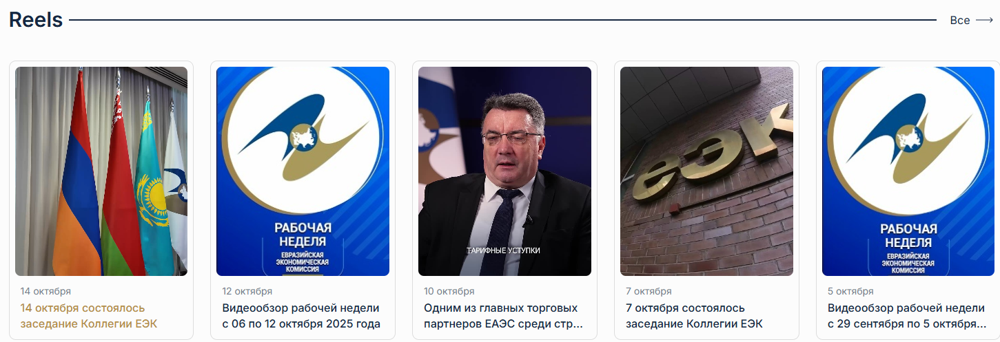 Reels
Все
ТАРИФНЫЕ УСТУПКИ
еэк
РАБОЧАЯ
НЕДЕЛЯ
ЕВРАЗИЙСКАЯ
ЭКОНОМИЧЕСКАЯ
КОМИССИЯ
РАБОЧАЯ
НЕДЕЛЯ
ЕВРАЗИЙСКАЯ
ЭКОНОМИЧЕСКАЯ
КОМИССИЯ
14 октября
14 октября состоялось
заседание Коллегии ЕЭК
12 октября
Видеообзор рабочей недели
с 06 по 12 октября 2025 года
10 октября
Одним из главных торговых
партнеров ЕАЭС среди стр...
7 октября
7 октября состоялось
заседание Коллегии ЕЭК
5 октября
Видеообзор рабочей недели
с 29 сентября по 5 октября...